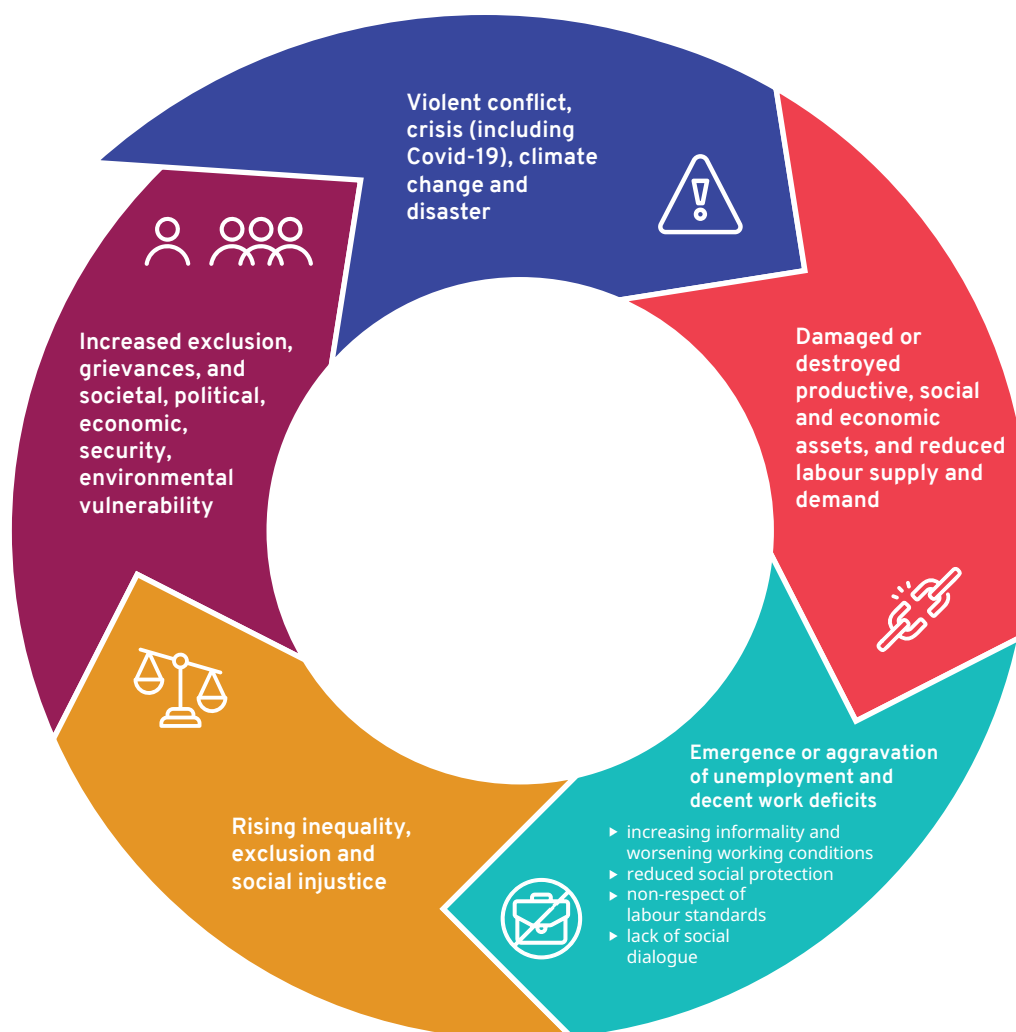 Violent conflict,
crisis (including
Covid-19), climate
change and
disaster
Damaged or
destroyed
productive, social
and economic
assets, and reduced
labour supply and
demand
Emergence or aggravation
of unemployment and
decent work deficits
▶ increasing informality and
worsening working conditions
▶ reduced social protection
▶ non-respect of
labour standards
▶ lack of social
dialogue
Rising inequality,
exclusion and
social injustice
Increased exclusion,
grievances, and
societal, political,
economic,
security,
environmental
vulnerability